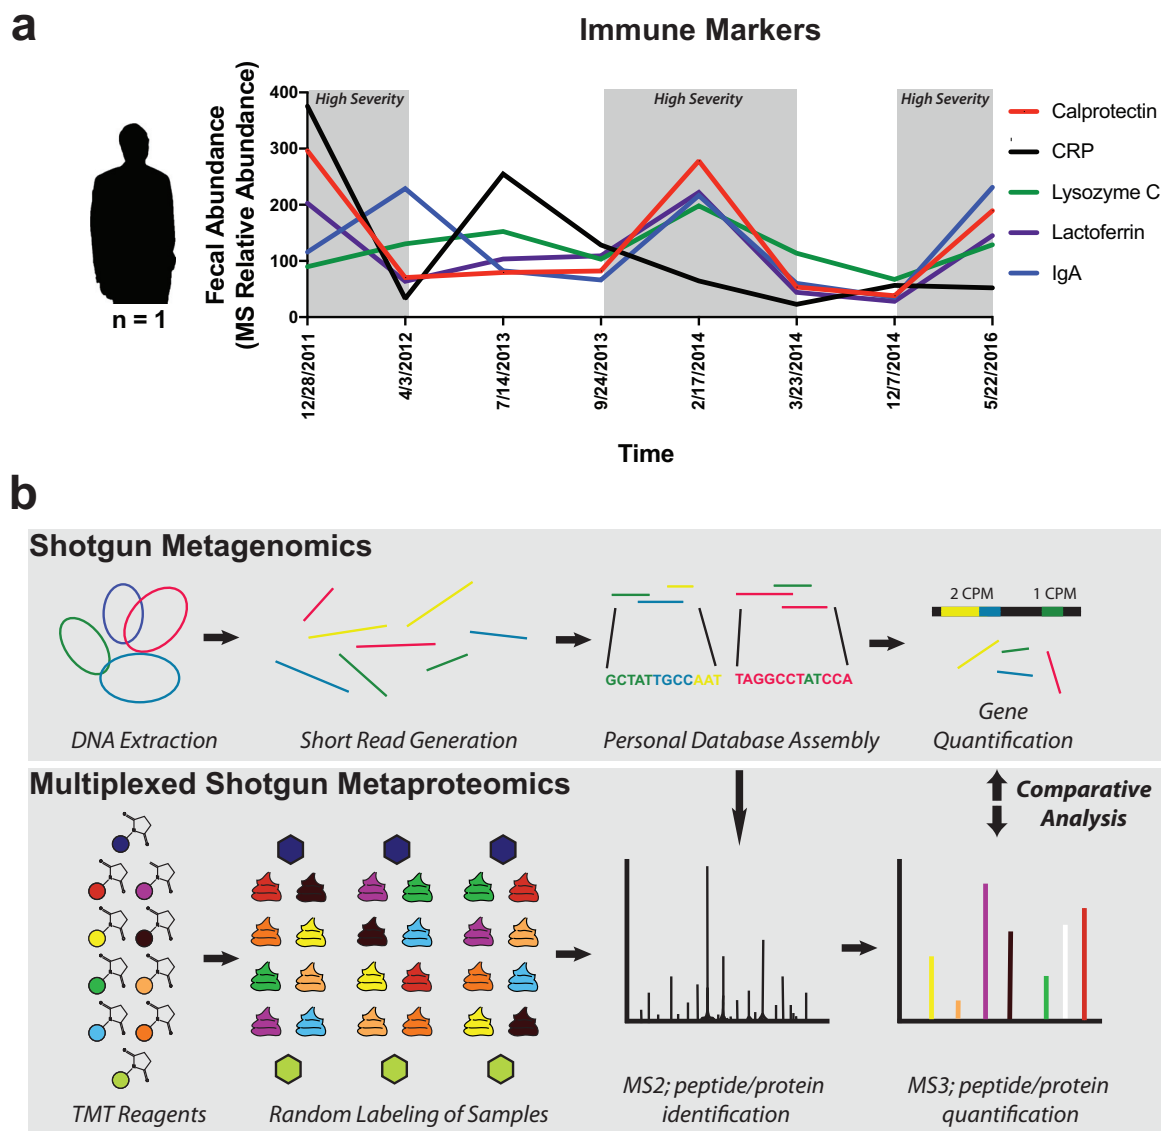 a
Immune Markers
Fecal Abundance
(MS Relative Abundance)
400
300
200
100
0
High Severity
High Severity
High Severity
Calprotectin
CRP
Lysozyme C
Lactoferrin
IgA
n = 1
12/28/2011
4/3/2012
7/14/2013
9/24/2013
2/17/2014
3/23/2014
12/7/2014
5/22/2016
Time
b
Shotgun Metagenomics
2 CPM
1 CPM
GCTATTGCCAAT
TAGGCCTATCCA
DNA Extraction
Short Read Generation
Personal Database Assembly
Gene
Quantification
Multiplexed Shotgun Metaproteomics
Comparative
Analysis
TMT Reagents
Random Labeling of Samples
MS2; peptide/protein
identification
MS3; peptide/protein
quantification